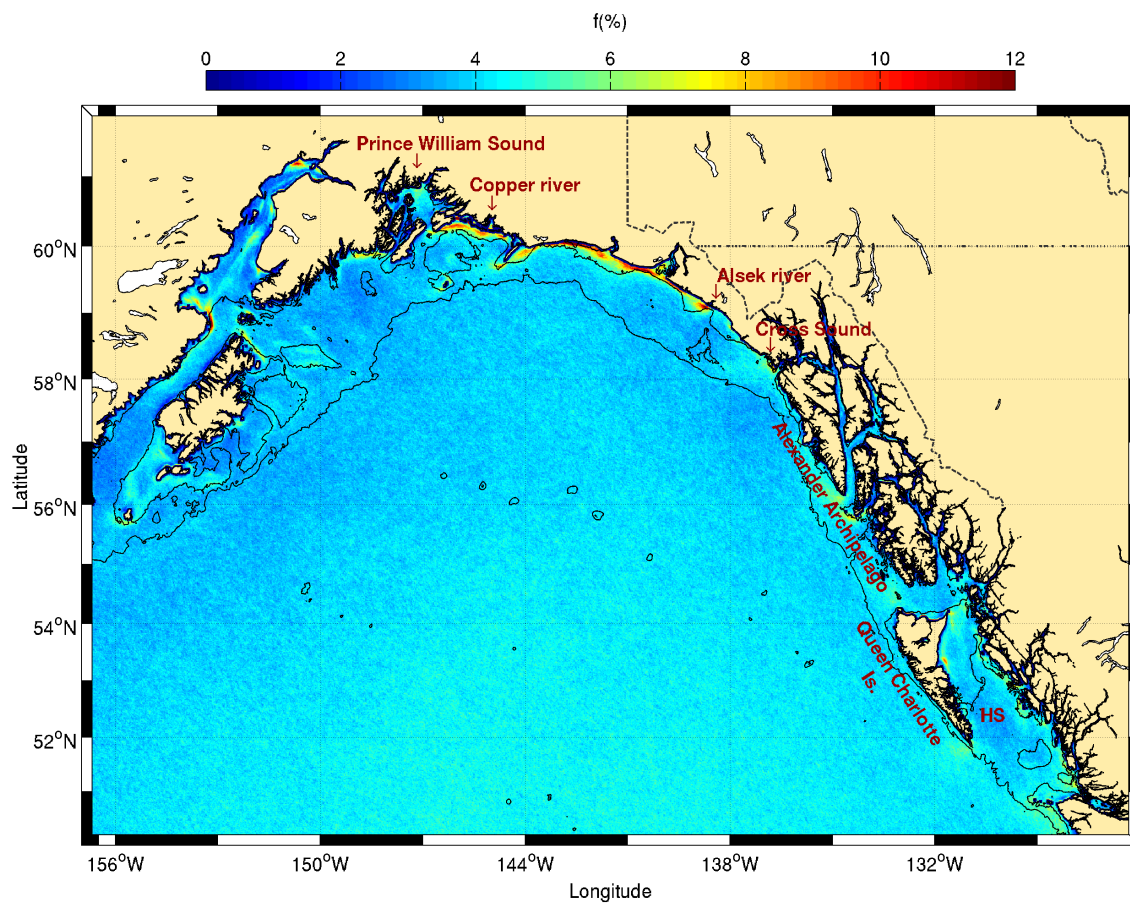 f(%)
0 2 4 6 8 10 12
Prince William Sound
Copper river
60°N
Alsek river
Cross Sound
58°N
Alexander Archipelago
Latitude
56°N
54°N
Queen Charlotte
Is.
HS
52°N
156°W 150°W 144°W 138°W 132°W
Longitude